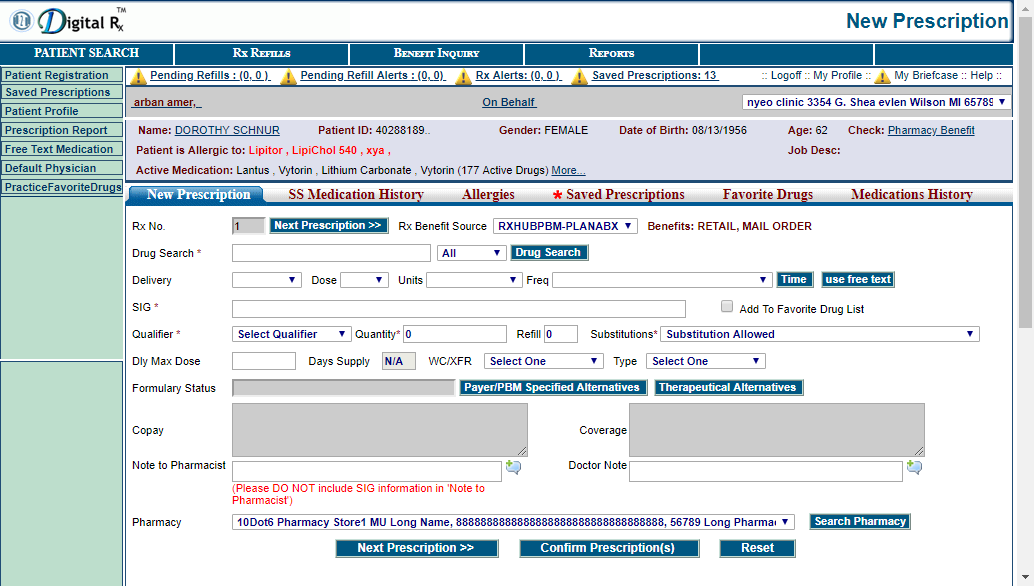 Digital Rx TM
New Prescription
PATIENT SEARCH Rx REFILLS BENEFIT INQUIRY REPORTS
Patient Registration
Saved Prescriptions
Patient Profile
Prescription Report
Free Text Medication
Default Physician
PracticeFavoriteDrugs
Pending Refills : (0, 0 ) Pending Refill Alerts : (0, 0) Rx Alerts: (0, 0 ) Saved Prescriptions: 13 :: Logoff :: My Profile :: My Briefcase :: Help ::
arban amer, On Behalf nyeo clinic 3354 G. Shea evlen Wilson MI 65789
Name: DOROTHY SCHNUR Patient ID: 40288189.. Gender: FEMALE Date of Birth: 08/13/1956 Age: 62 Check: Pharmacy Benefit
Patient is Allergic to: Lipitor , LipiChol 540 , xya , Job Desc:
Active Medication: Lantus , Vytorin , Lithium Carbonate , Vytorin (177 Active Drugs) More...
New Prescription SS Medication History Allergies * Saved Prescriptions Favorite Drugs Medications History
Rx No. 1 Next Prescription >> Rx Benefit Source RXHUBPBM-PLANABX Benefits: RETAIL, MAIL ORDER
Drug Search * All Drug Search
Delivery Dose Units Freq Time use free text
SIG * Add To Favorite Drug List
Qualifier * Select Qualifier Quantity* 0 Refill 0 Substitutions* Substitution Allowed
Dly Max Dose Days Supply N/A WC/XFR Select One Type Select One
Formulary Status Payer/PBM Specified Alternatives Therapeutical Alternatives
Copay Coverage
Note to Pharmacist Doctor Note
(Please DO NOT include SIG information in 'Note to
Pharmacist')
Pharmacy 10Dot6 Pharmacy Store1 MU Long Name, Long Pharmac Search Pharmacy
Next Prescription >> Confirm Prescription(s) Reset